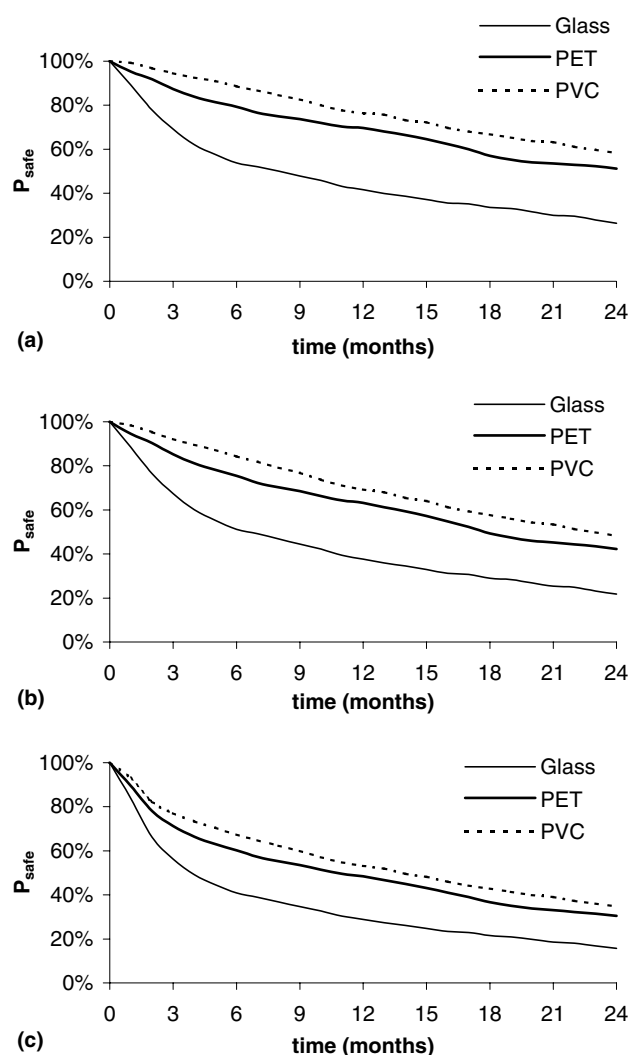 Glass
PET
PVC
100%
80%
60%
40%
20%
0%
P_safe
0 3 6 9 12 15 18 21 24
time (months)
(a)
Glass
PET
PVC
100%
80%
60%
40%
20%
0%
P_safe
0 3 6 9 12 15 18 21 24
time (months)
(b)
Glass
PET
PVC
100%
80%
60%
40%
20%
0%
P_safe
0 3 6 9 12 15 18 21 24
time (months)
(c)